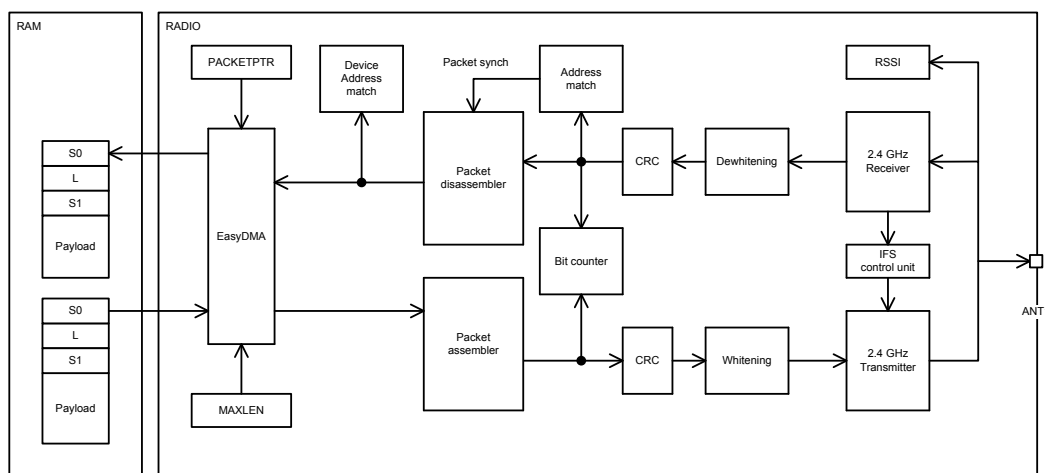 RAM
RADIO
PACKETPTR
Device
Address
match
Packet synch
Address
match
RSSI
S0
L
S1
Payload
EasyDMA
Packet
disassembler
CRC
Dewhitening
2.4 GHz
Receiver
Bit counter
IFS
control unit
ANT
S0
L
S1
Payload
Packet
assembler
CRC
Whitening
2.4 GHz
Transmitter
MAXLEN